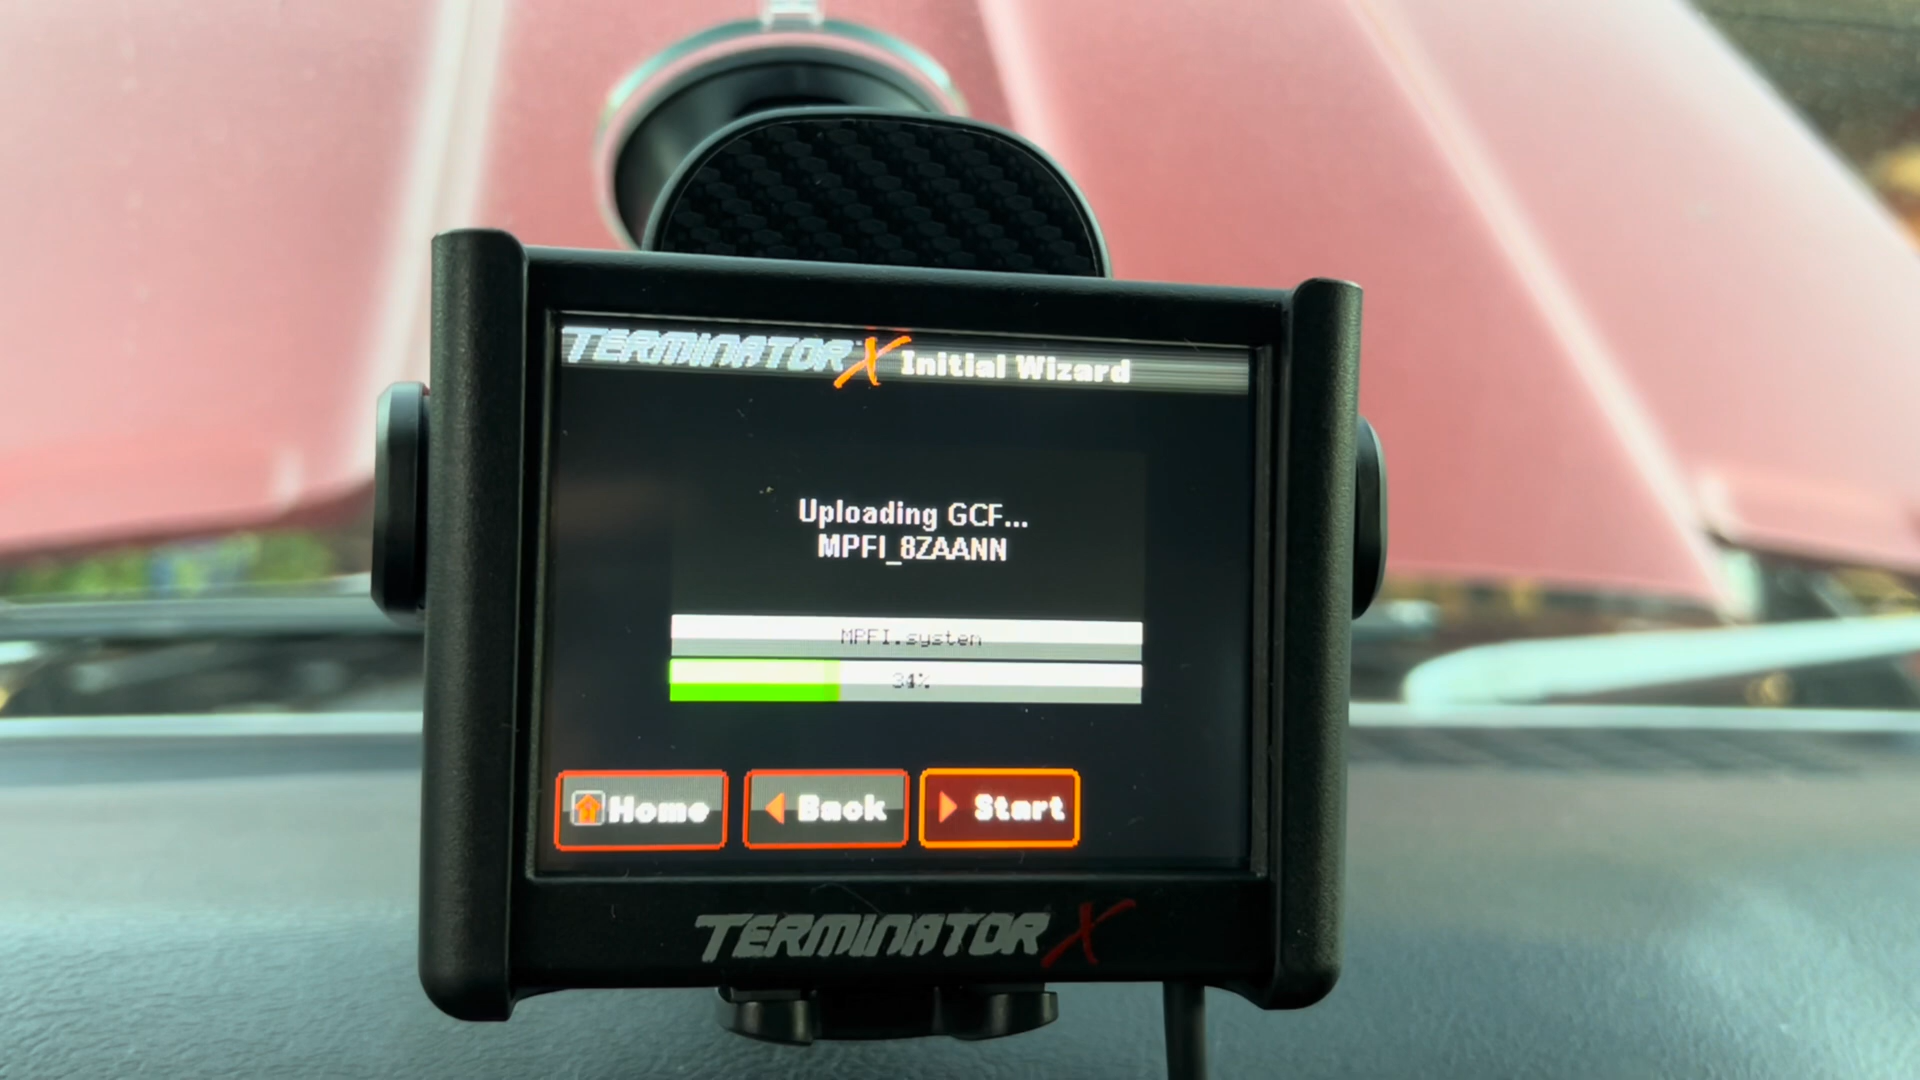 TERMINATOR X Initial Wizard
Uploading GCF...
MPFI_8ZAANN
MPFI.system
34%
Home Back Start
TERMINATOR X